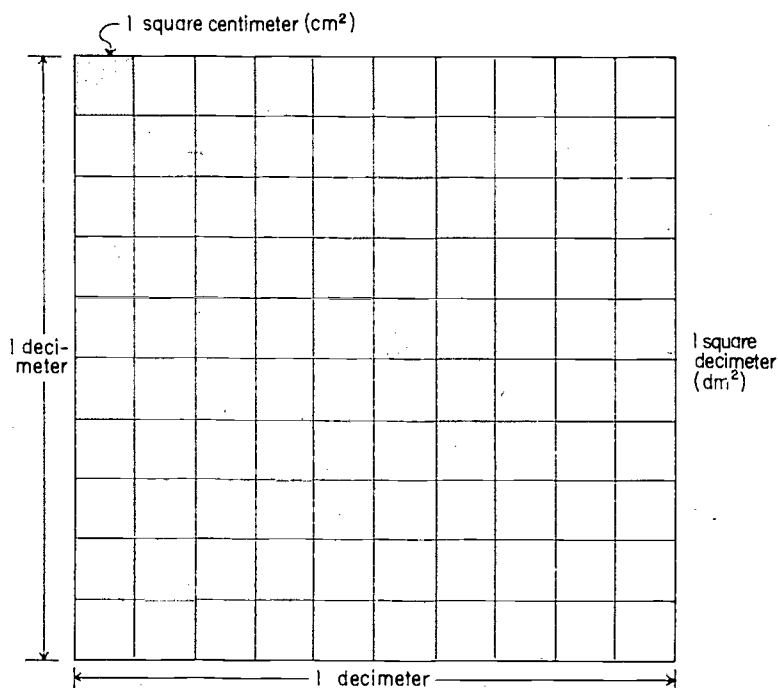 1 square centimeter (cm²)
1 deci-
meter
1 square
decimeter
(dm²)
1 decimeter